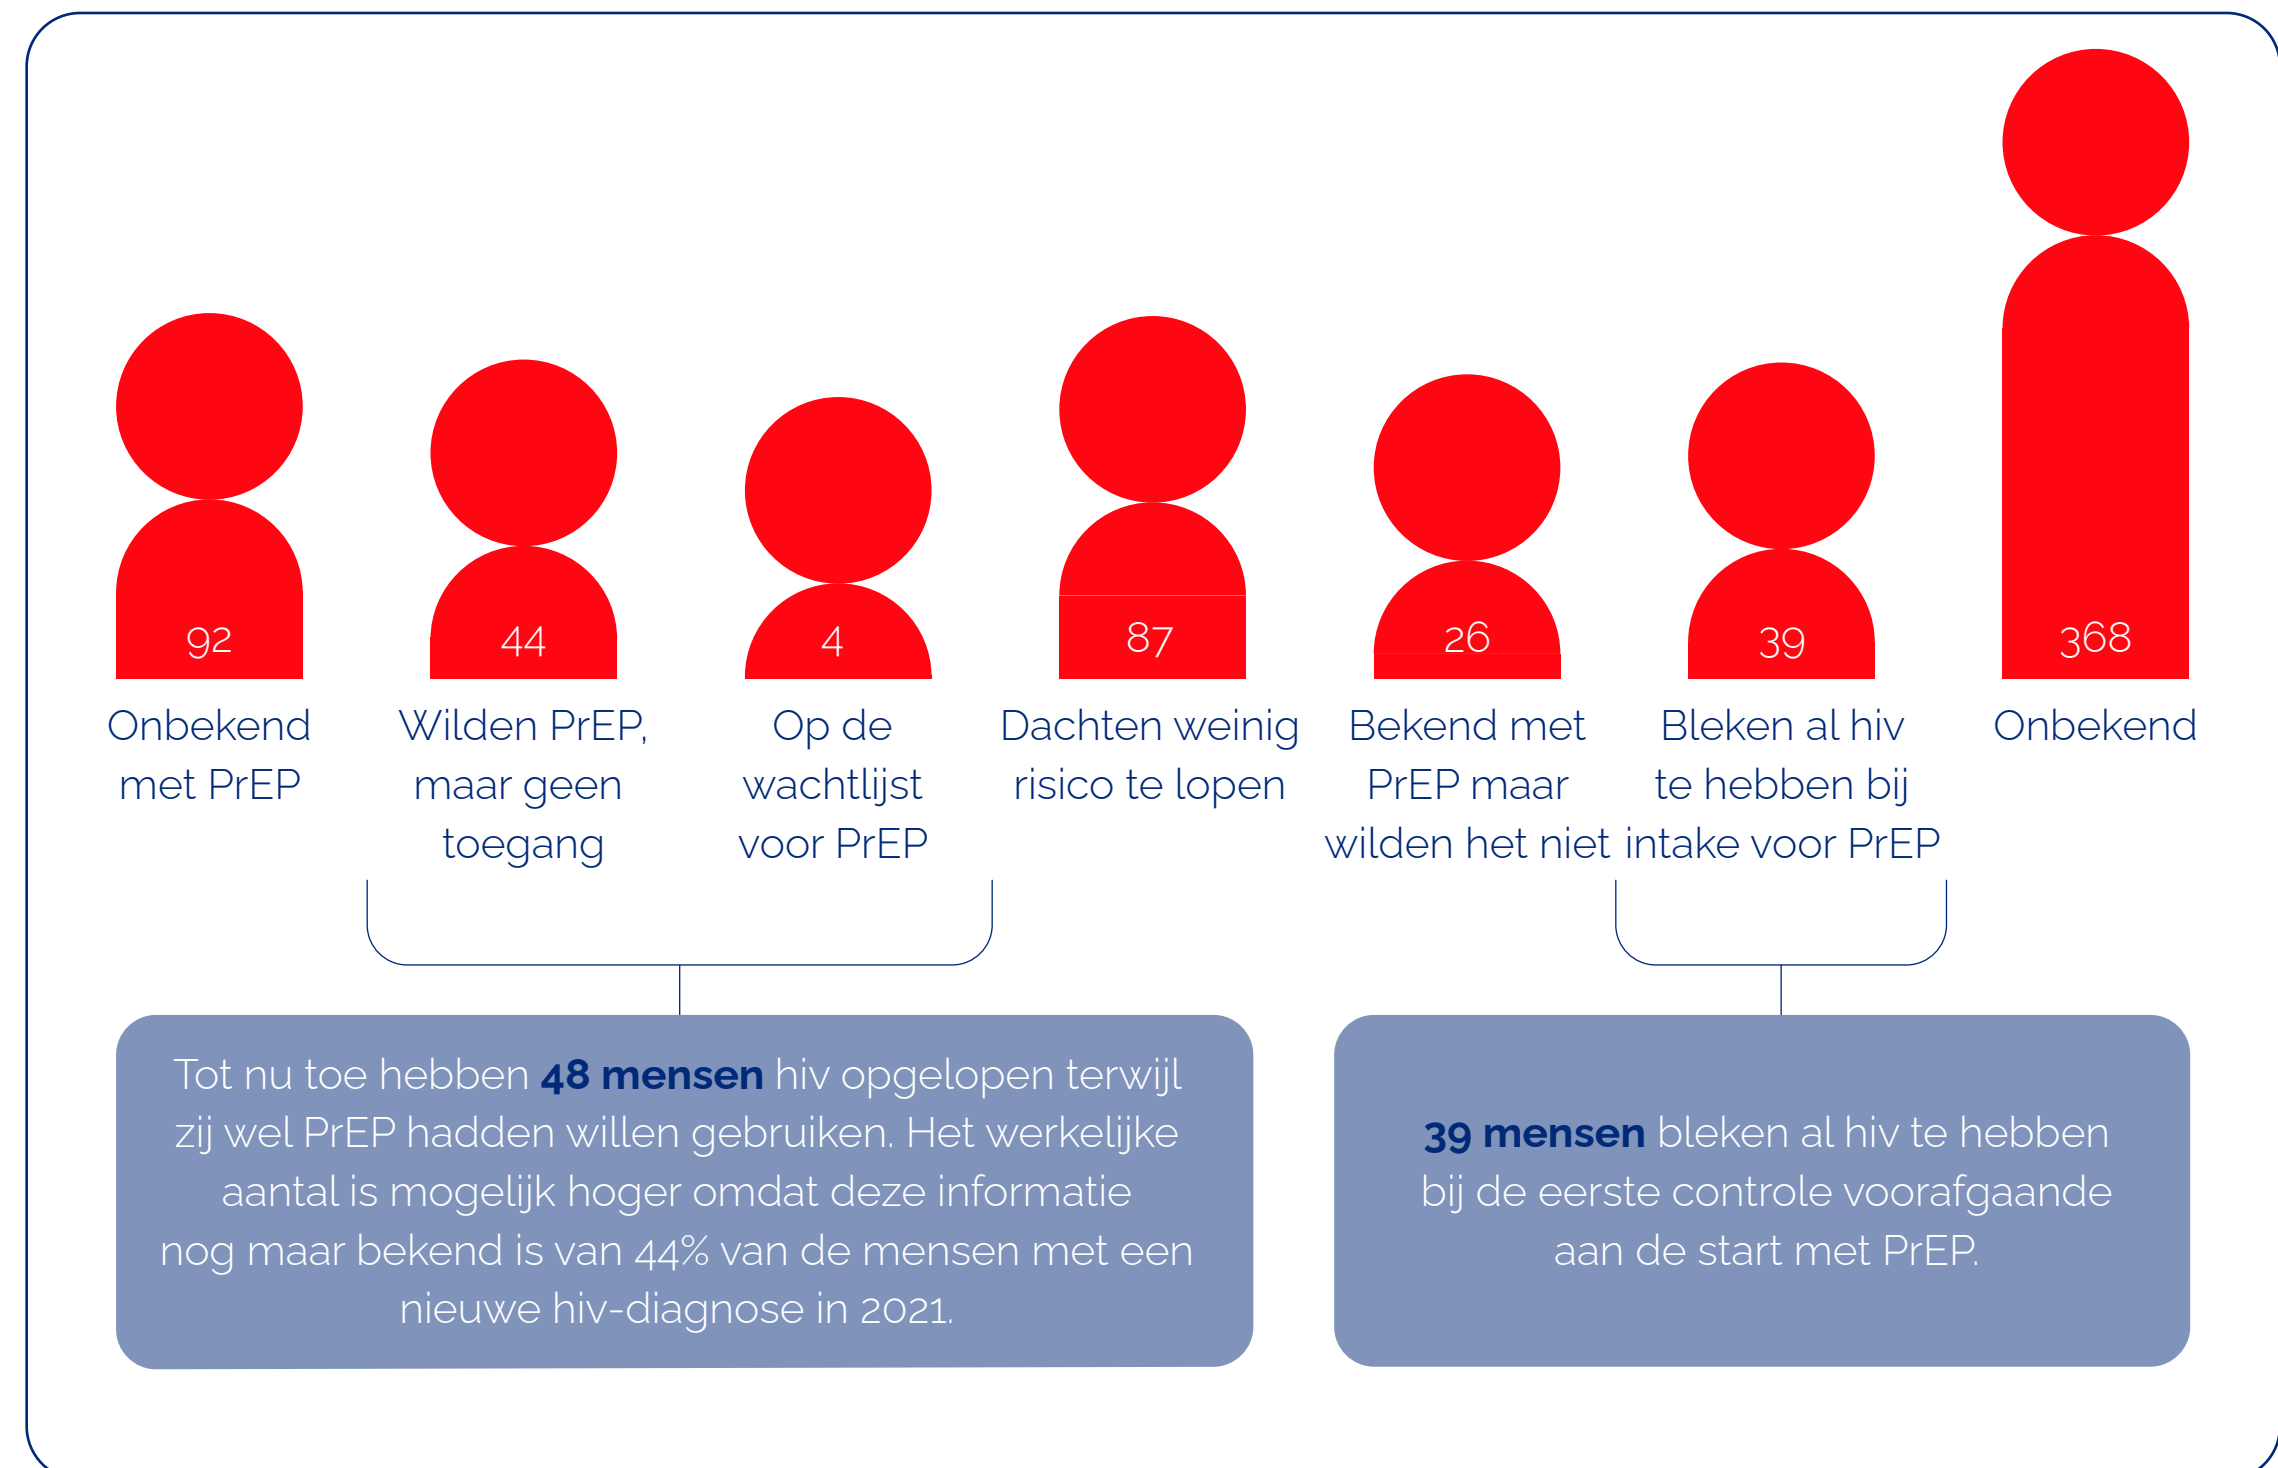 92
44
4
87
26
39
368
Onbekend
met PrEP
Wilden PrEP,
maar geen
toegang
Op de
wachtlijst
voor PrEP
Dachten weinig
risico te lopen
Bekend met
PrEP maar
wilden het niet
Bleken al hiv
te hebben bij
intake voor PrEP
Onbekend
Tot nu toe hebben 48 mensen hiv opgelopen terwijl
zij wel PrEP hadden willen gebruiken. Het werkelijke
aantal is mogelijk hoger omdat deze informatie
nog maar bekend is van 44% van de mensen met een
nieuwe hiv-diagnose in 2021.
39 mensen bleken al hiv te hebben
bij de eerste controle voorafgaande
aan de start met PrEP.